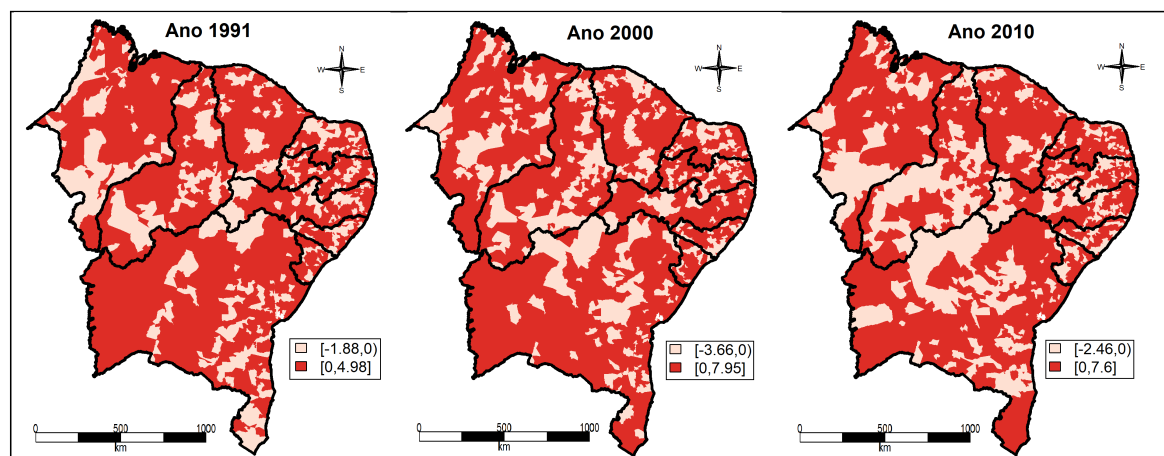 Ano 1991
N
W E
S
[-1.88,0)
[0,4.98]
0 500 1000
km
Ano 2000
N
W E
S
[-3.66,0)
[0,7.95]
0 500 1000
km
Ano 2010
N
W E
S
[-2.46,0)
[0,7.6]
0 500 1000
km